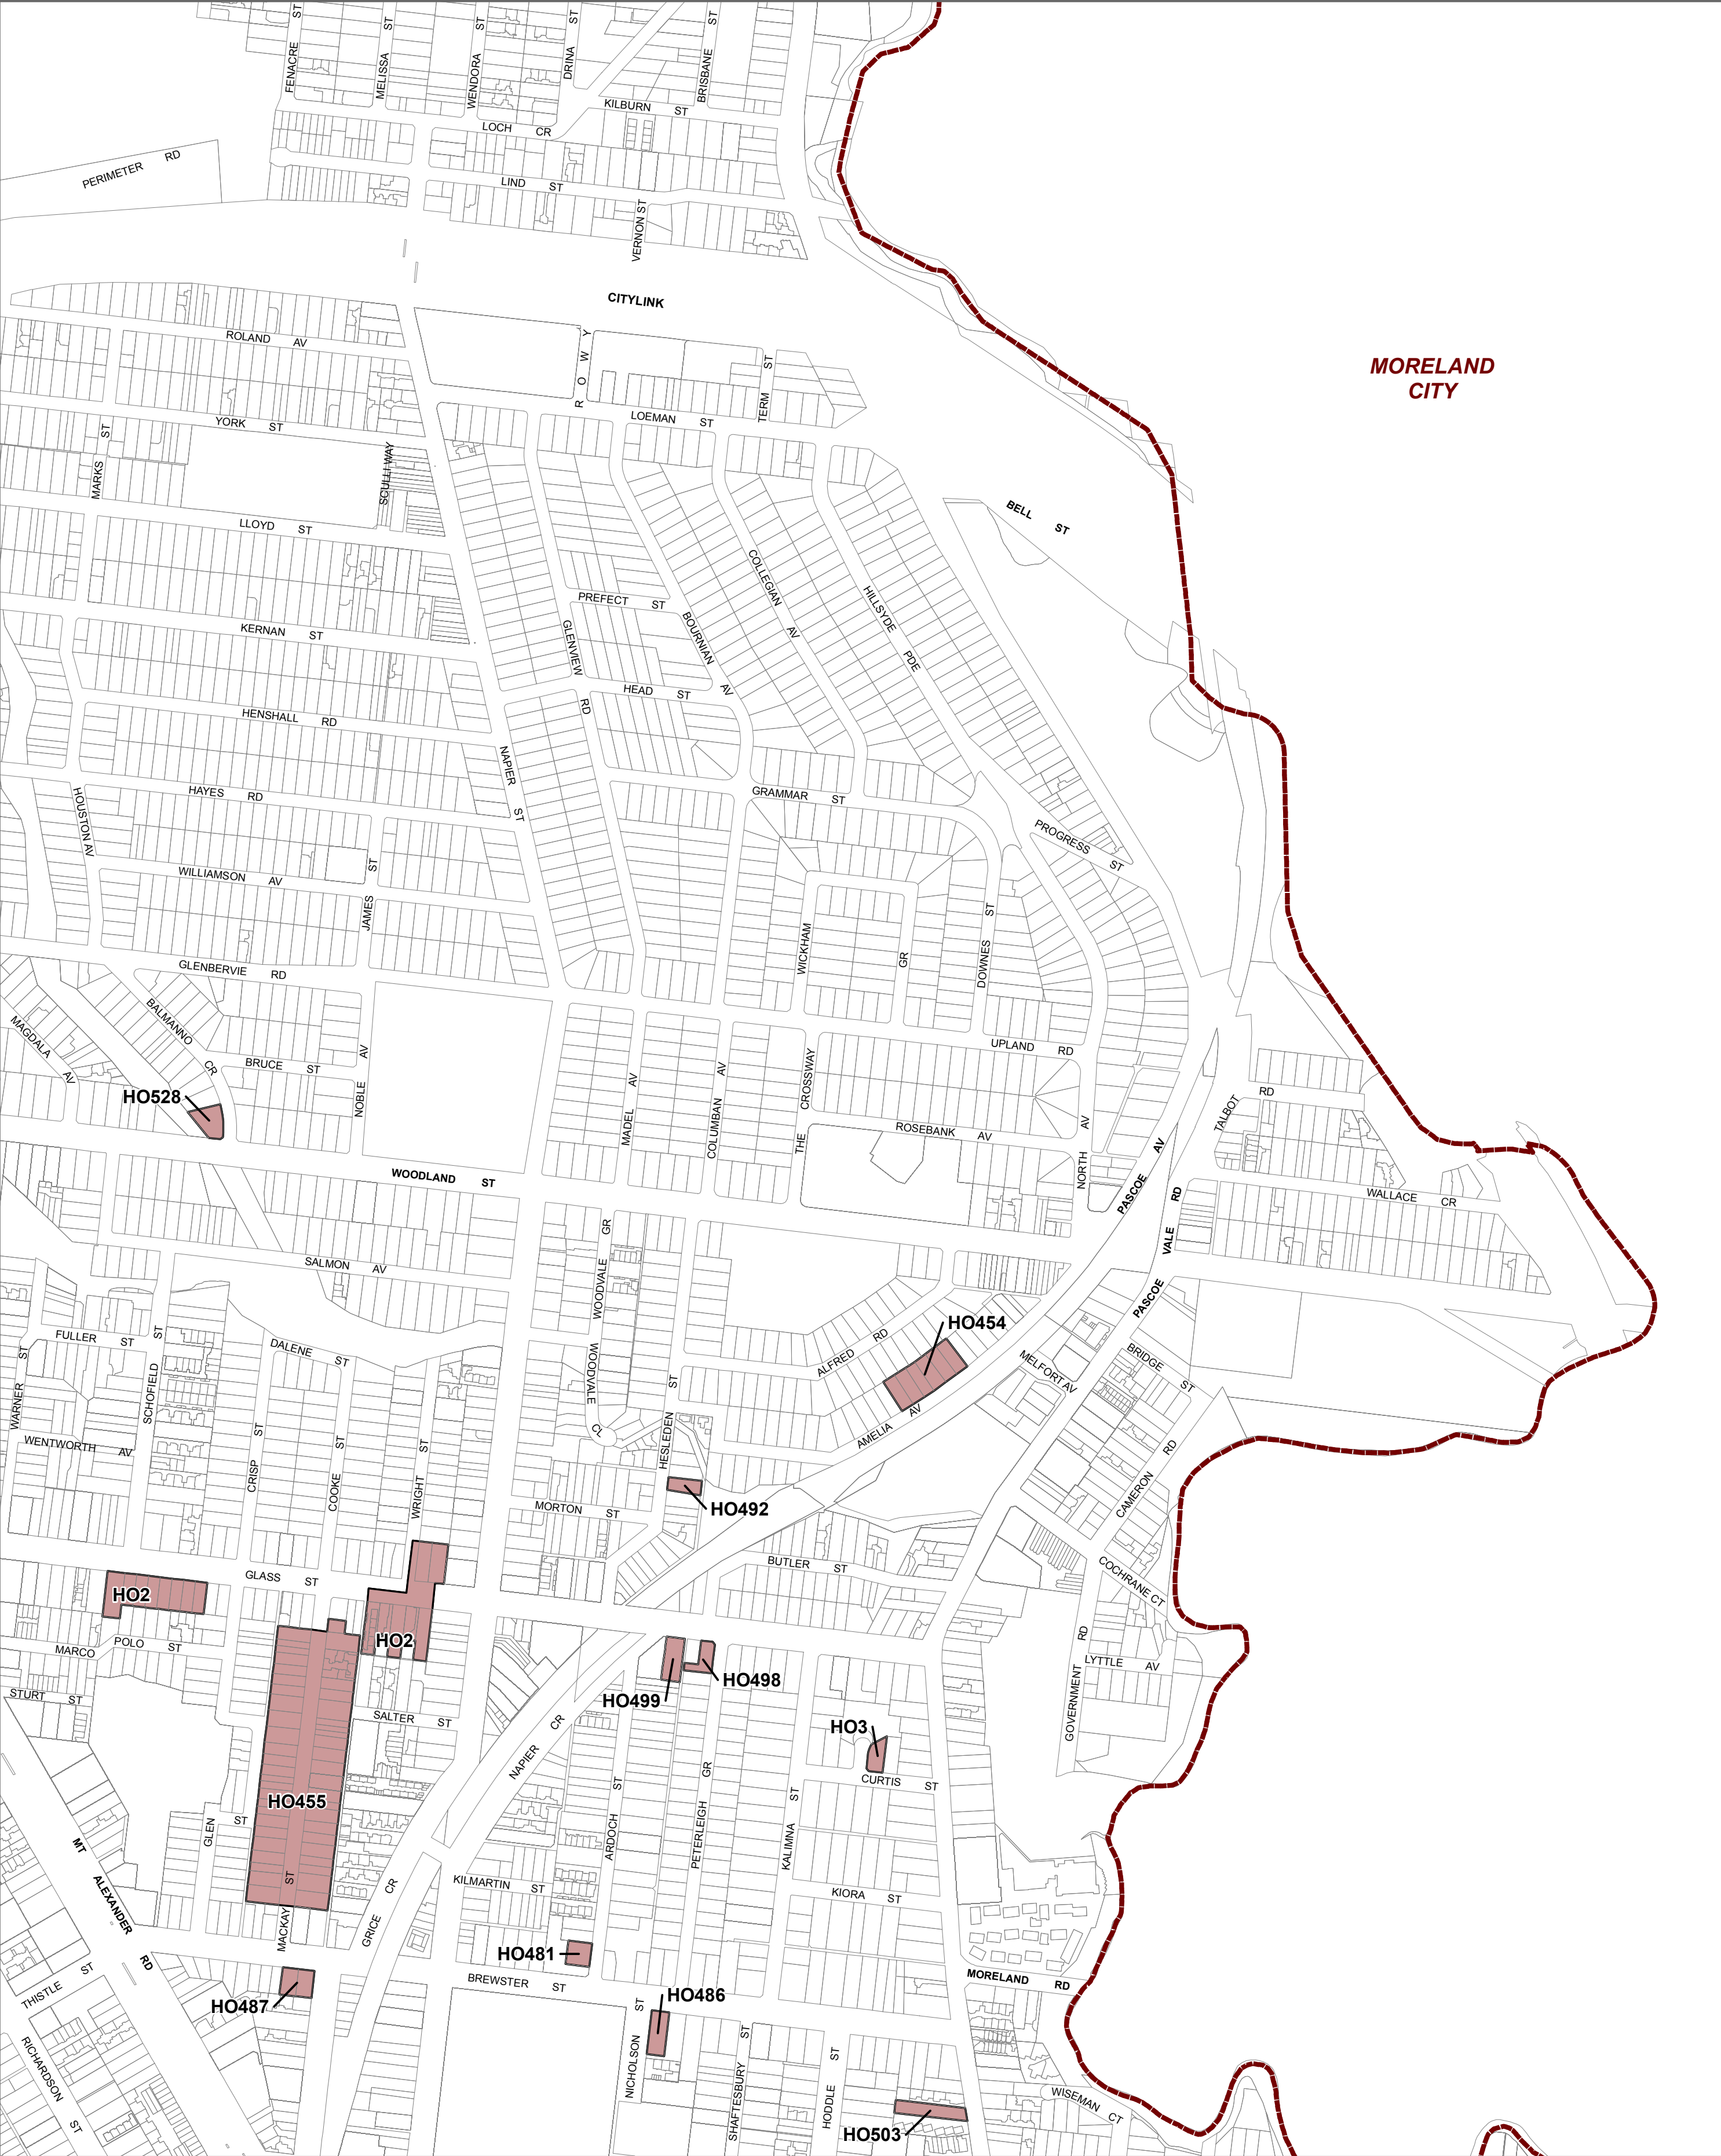 FENACRE ST
MELISSA ST
WENDORA ST
DRINA ST
BRISBANE ST
KILBURN ST
LOCH CR
PERIMETER RD
LIND ST
VERNON ST
CITYLINK
ROLAND AV
ROWY
TERM ST
MORELAND
CITY
LOEMAN ST
YORK ST
MARKS ST
SCULLI WAY
LLOYD ST
BELL ST
COLLEGIAN AV
HILLSYDE PDE
PREFECT ST
BOURNIAN AV
GLENVIEW RD
KERNAN ST
HEAD ST
HENSHALL RD
NAPIER ST
HAYES RD
GRAMMAR ST
HOUSTON AV
PROGRESS ST
WILLIAMSON AV
JAMES ST
WICKHAM GR
DOWNES ST
GLENBERVIE RD
BALMANNO CR
MAGDALA AV
BRUCE ST
NOBLE AV
UPLAND RD
HO528
MADEL AV
COLUMBAN AV
THE CROSSWAY
ROSEBANK AV
NORTH AV
TALBOT RD
PASCOE AV
WOODLAND ST
PASCOE VALE RD
WALLACE CR
WOODVALE GR
SALMON AV
FULLER ST
DALENE ST
HO454
ALFRED RD
MELFORT AV
BRIDGE ST
WARNER ST
SCHOFIELD ST
WOODVALE CL
HESLEDEN ST
AMELIA AV
WENTWORTH AV
CRISP ST
COOKE ST
WRIGHT ST
CAMERON RD
HO492
MORTON ST
BUTLER ST
COCHRANE CT
GLASS ST
HO2
HO2
MARCO POLO ST
GOVERNMENT RD
LYTTLE AV
HO498
HO499
STURT ST
SALTER ST
NAPIER CR
HO3
CURTIS ST
HO455
GLEN ST
ARDOCH ST
PETERLEIGH GR
KALIMNA ST
MT ALEXANDER RD
KILMARTIN ST
KIORA ST
MACKAY ST
GRICE CR
HO481
BREWSTER ST
MORELAND RD
THISTLE ST
HO487
HO486
RICHARDSON ST
NICHOLSON ST
SHAFTESBURY ST
HODDLE ST
WISEMAN CT
HO503